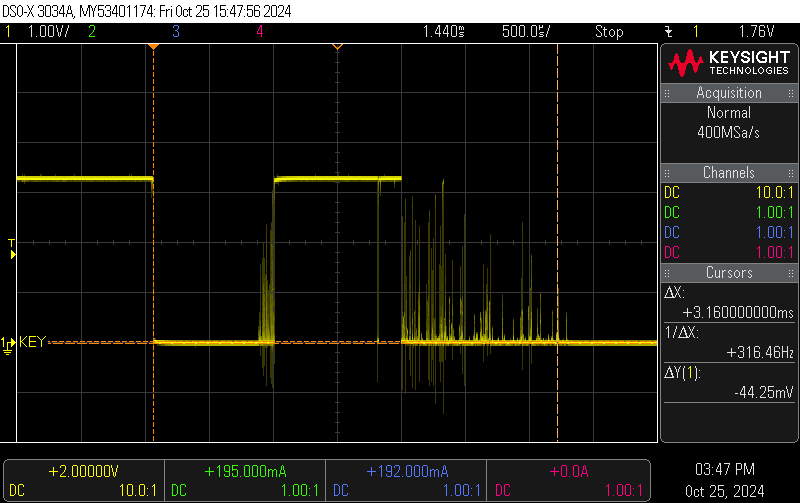 DSO-X 3034A, MY53401174: Fri Oct 25 15:47:56 2024
1 1.00V/ 2 3 4 1.440s 500.0s/ Stop 1 1.76V
KEYSIGHT
TECHNOLOGIES
Acquisition
Normal
400MSa/s
Channels
DC 10.0:1
DC 1.00:1
DC 1.00:1
DC 1.00:1
Cursors
ΔX:
+3.160000000ms
1/ΔX:
+316.46Hz
ΔY(1):
-44.25mV
T
1 KEY
+2.00000V +195.000mA +192.000mA +0.0A
DC 10.0:1 DC 1.00:1 DC 1.00:1 DC 1.00:1
03:47 PM
Oct 25, 2024